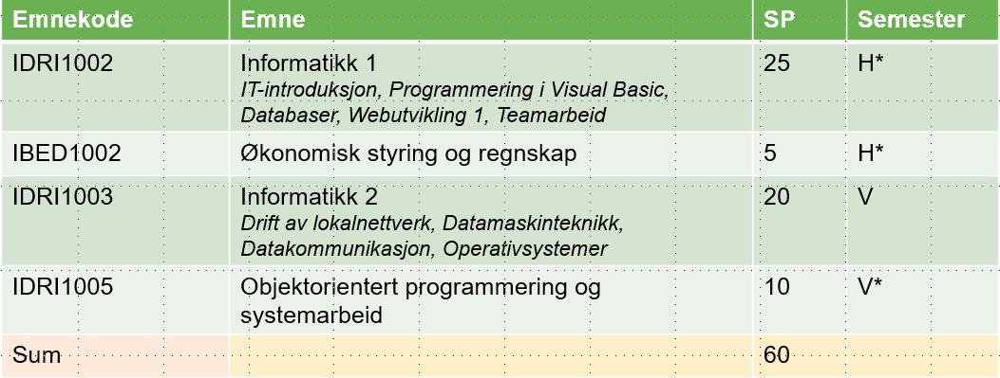 Emnekode Emne SP Semester
IDRI1002 Informatikk 1 25 H*
IT-introduksjon, Programmering i Visual Basic,
Databaser, Webutvikling 1, Teamarbeid
IBED1002 Økonomisk styring og regnskap 5 H*
IDRI1003 Informatikk 2 20 V
Drift av lokalnettverk, Datamaskinteknikk,
Datakommunikasjon, Operativsystemer
IDRI1005 Objektorientert programmering og 10 V*
systemarbeid
Sum 60